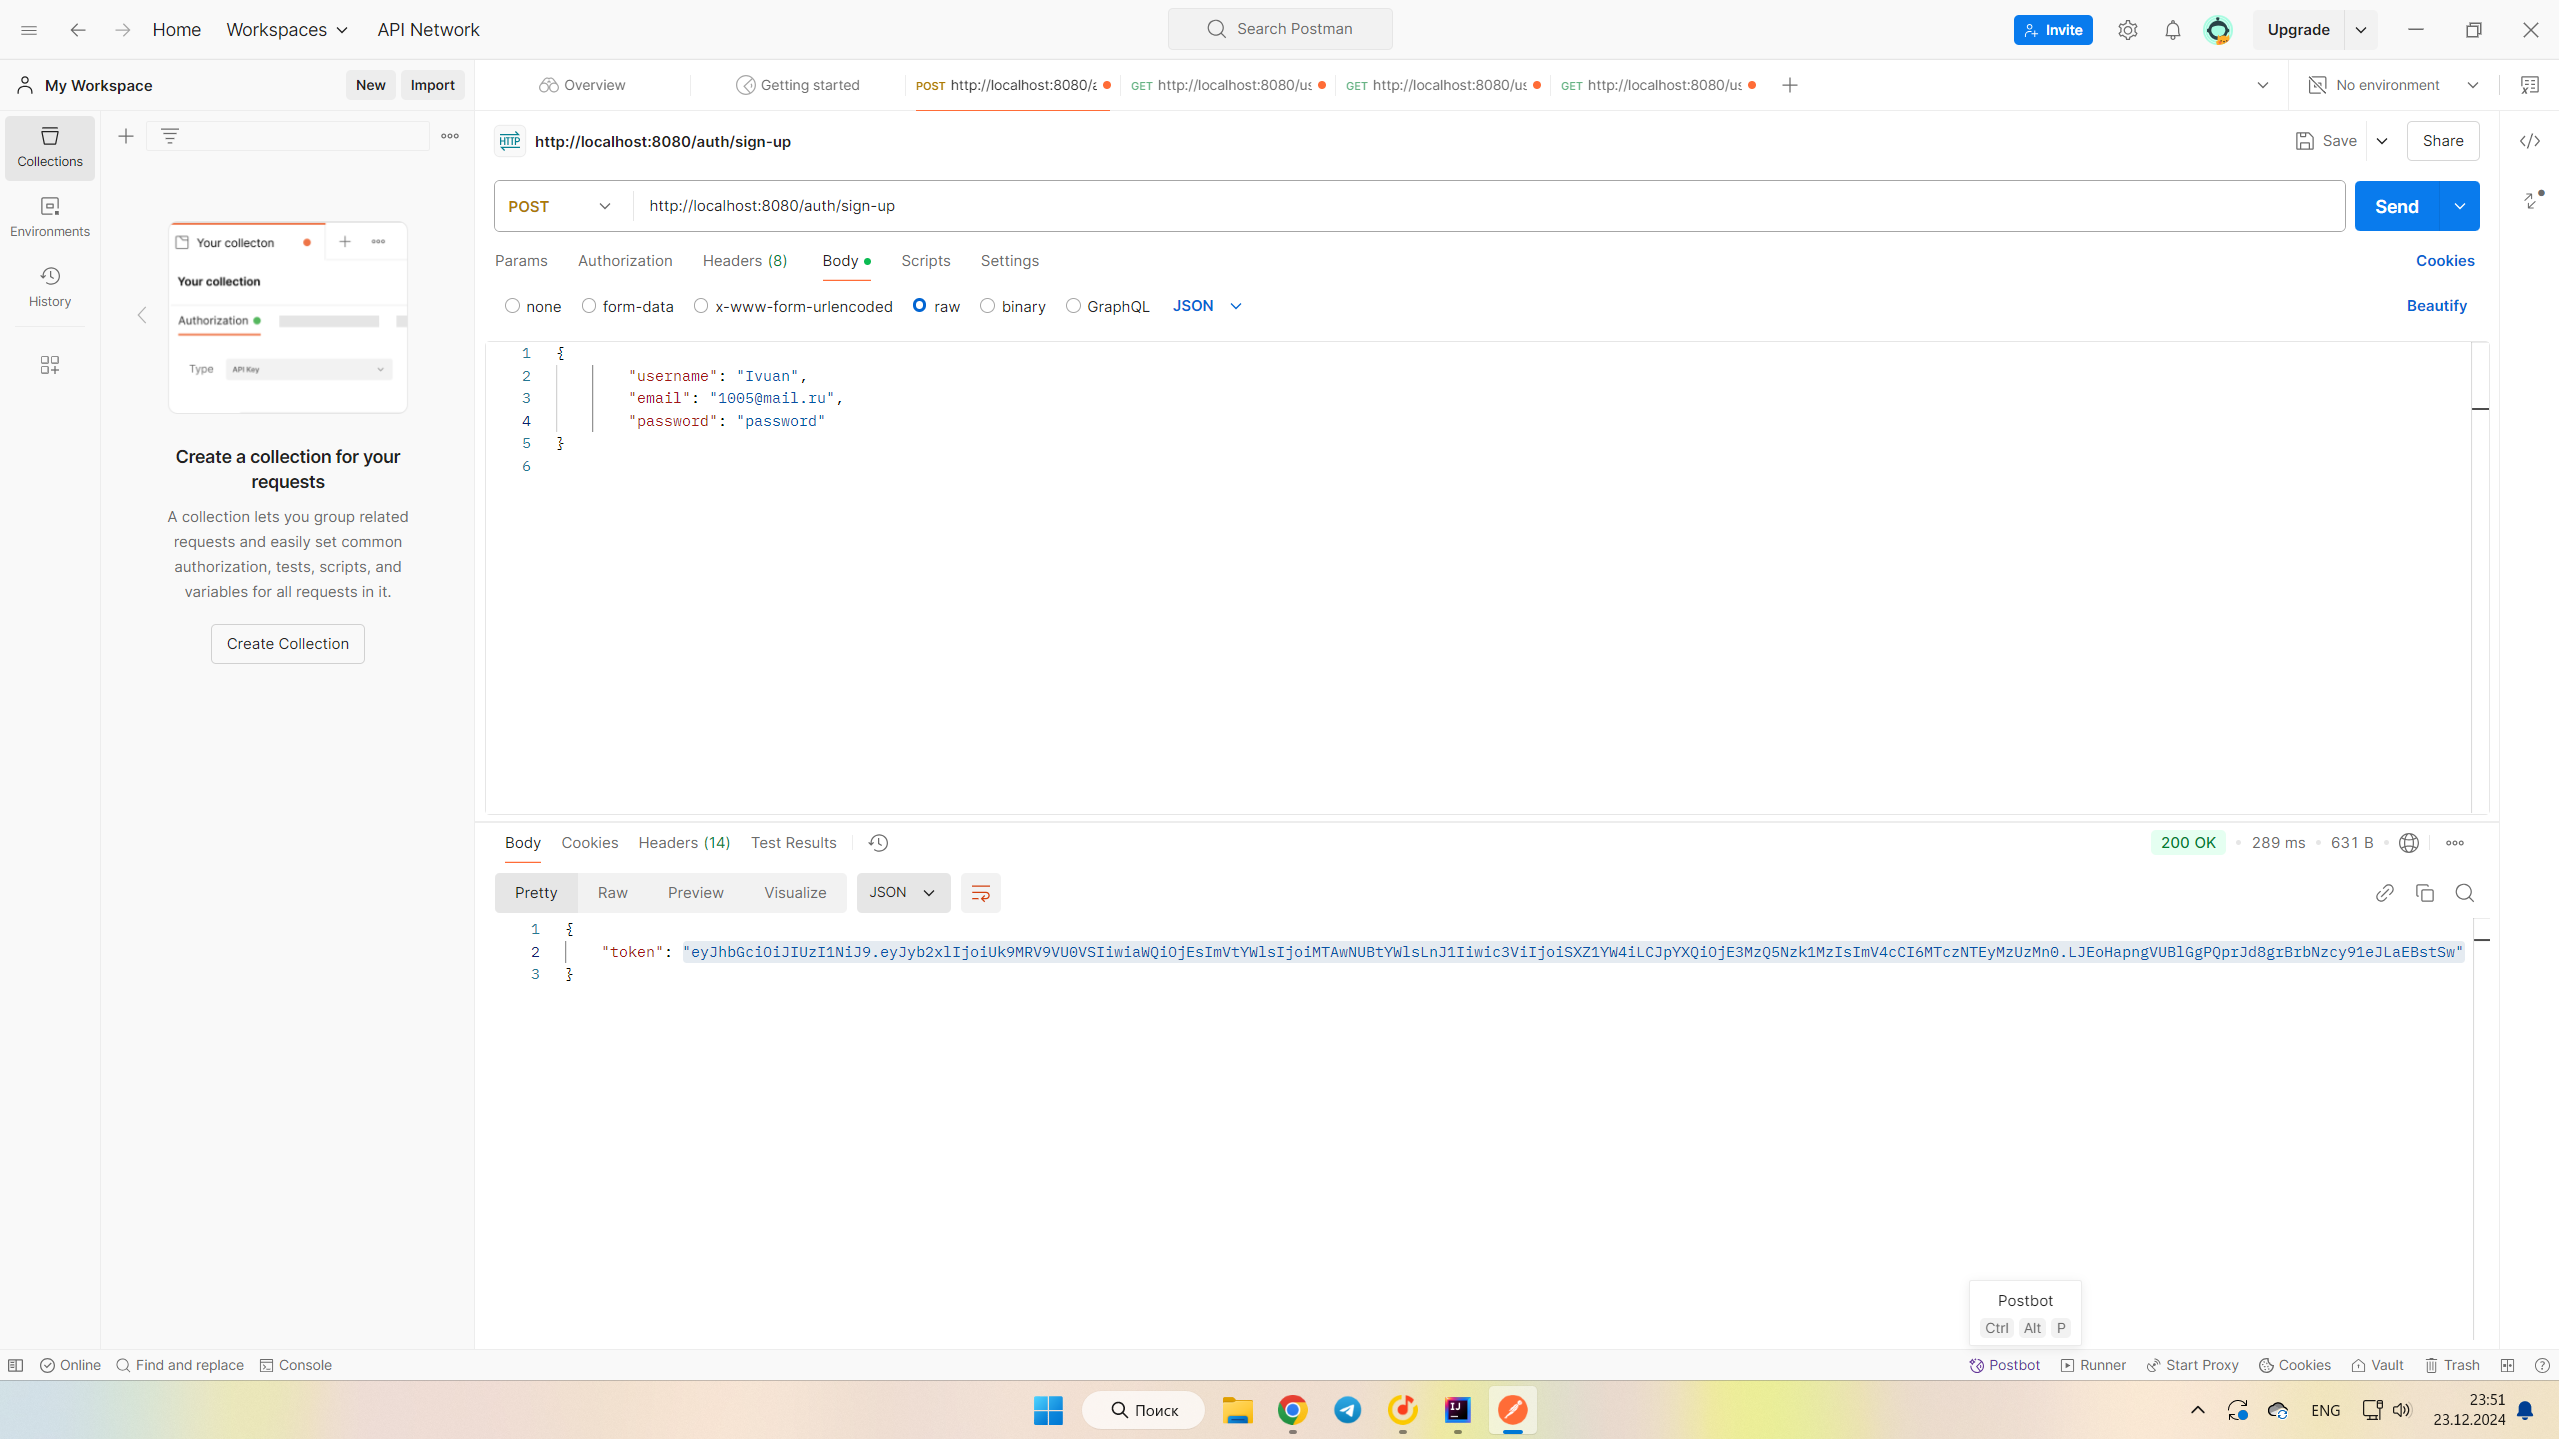 Home Workspaces API Network Search Postman Invite Upgrade
My Workspace New Import Overview Getting started POST http://localhost:8080/a GET http://localhost:8080/us GET http://localhost:8080/us GET http://localhost:8080/us No environment
Collections
Environments
History
Your collecton
Your collection
Authorization
Type API Key
Create a collection for your
requests
A collection lets you group related
requests and easily set common
authorization, tests, scripts, and
variables for all requests in it.
Create Collection
HTTP http://localhost:8080/auth/sign-up Save Share
POST http://localhost:8080/auth/sign-up Send
Params Authorization Headers (8) Body Scripts Settings Cookies
none form-data x-www-form-urlencoded raw binary GraphQL JSON Beautify
1 {
2 "username": "Ivuan",
3 "email": "1005@mail.ru",
4 "password": "password"
5 }
6
Body Cookies Headers (14) Test Results 200 OK • 289 ms • 631 B
Pretty Raw Preview Visualize JSON
1 {
2 "token": "eyJhbGciOiJIUzI1NiJ9.eyJyb2xlIjoiUk9MRV9VU0VSIiwiaWQiOjEsImVtYWlsIjoiMTAwNUBtYWlsLnJ1Iiwic3ViIjoiSXZ1YW4iLCJpYXQiOjE3MzQ5Nzk1MzIsImV4cCI6MTczNTEyMzUzMn0.LJEoHapngVUBlGgPQprJd8grBrbNzcy91eJLaEBstSw"
3 }
Postbot
Ctrl Alt P
Online Find and replace Console Postbot Runner Start Proxy Cookies Vault Trash
Поиск IJ ENG 23:51
23.12.2024